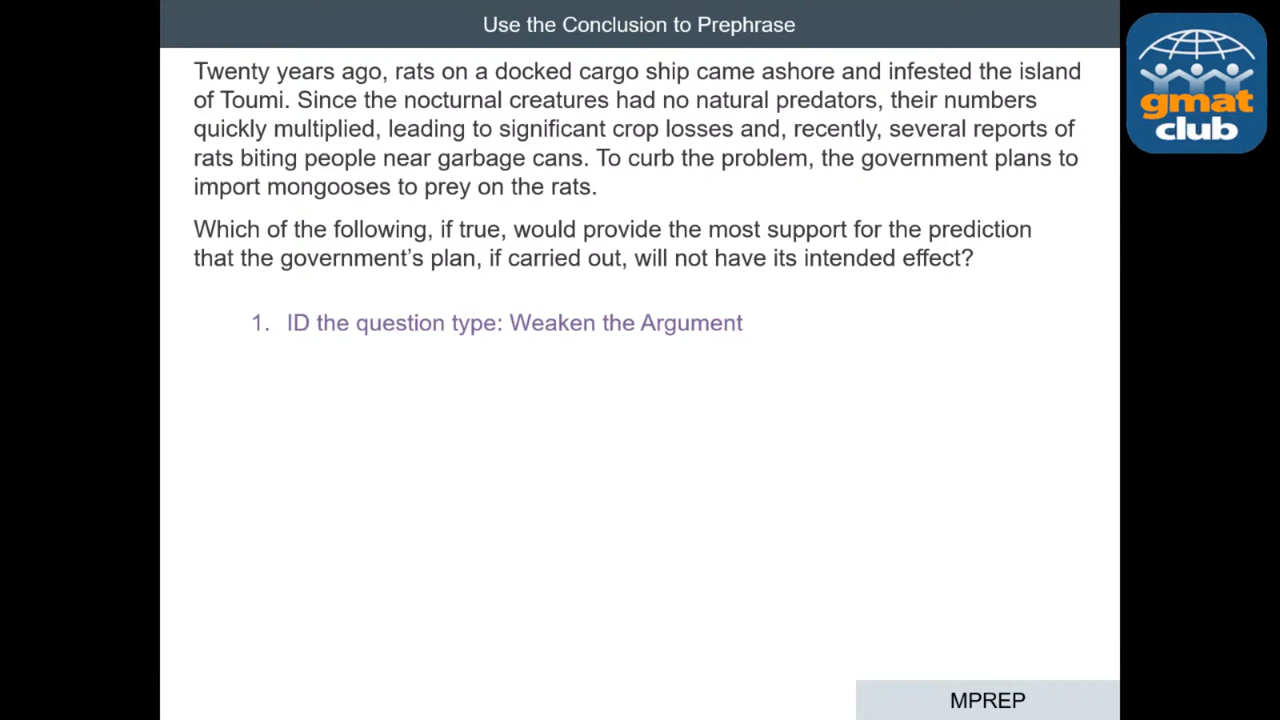 Use the Conclusion to Prephrase
Twenty years ago, rats on a docked cargo ship came ashore and infested the island
of Toumi. Since the nocturnal creatures had no natural predators, their numbers
quickly multiplied, leading to significant crop losses and, recently, several reports of
rats biting people near garbage cans. To curb the problem, the government plans to
import mongooses to prey on the rats.
Which of the following, if true, would provide the most support for the prediction
that the government’s plan, if carried out, will not have its intended effect?
1. ID the question type: Weaken the Argument
MPREP
gmat
club